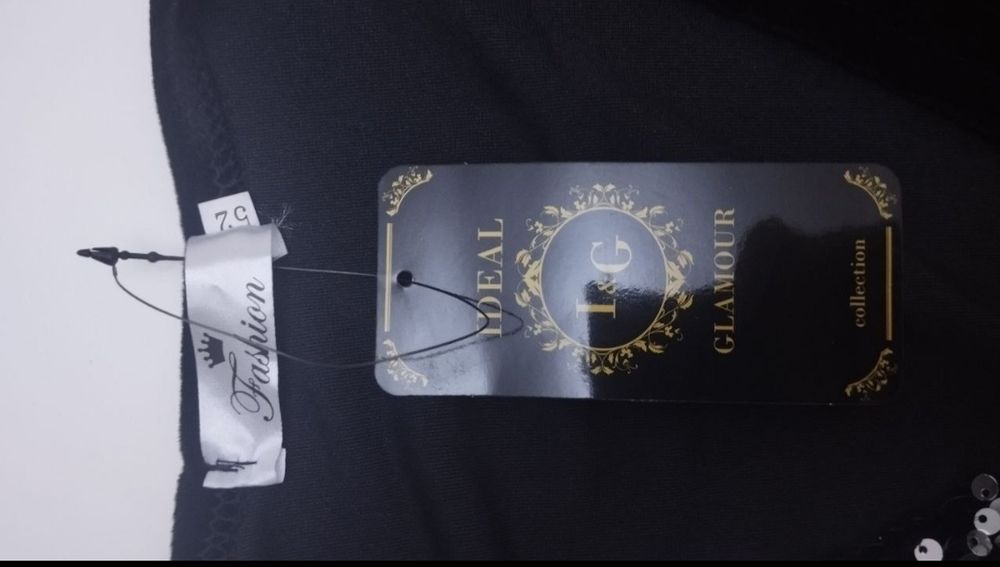 52
Fashion
IDEAL
I&G
GLAMOUR
collection